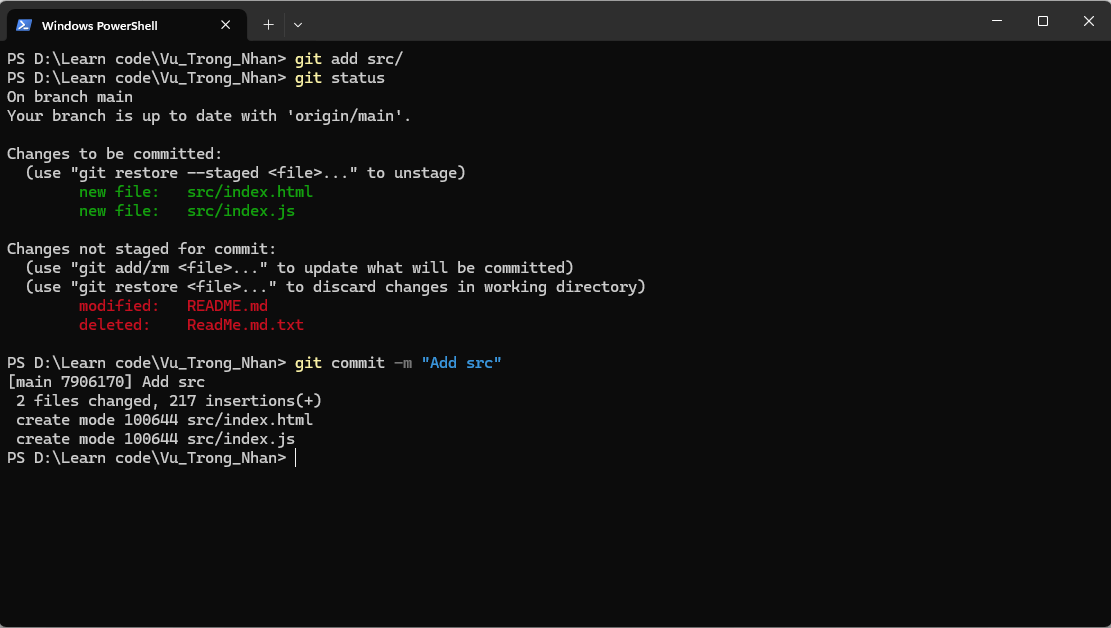 Windows PowerShell
PS D:\Learn code\Vu_Trong_Nhan> git add src/
PS D:\Learn code\Vu_Trong_Nhan> git status
On branch main
Your branch is up to date with 'origin/main'.

Changes to be committed:
  (use "git restore --staged <file>..." to unstage)
        new file:   src/index.html
        new file:   src/index.js

Changes not staged for commit:
  (use "git add/rm <file>..." to update what will be committed)
  (use "git restore <file>..." to discard changes in working directory)
        modified:   README.md
        deleted:    ReadMe.md.txt

PS D:\Learn code\Vu_Trong_Nhan> git commit -m "Add src"
[main 7906170] Add src
 2 files changed, 217 insertions(+)
 create mode 100644 src/index.html
 create mode 100644 src/index.js
PS D:\Learn code\Vu_Trong_Nhan>